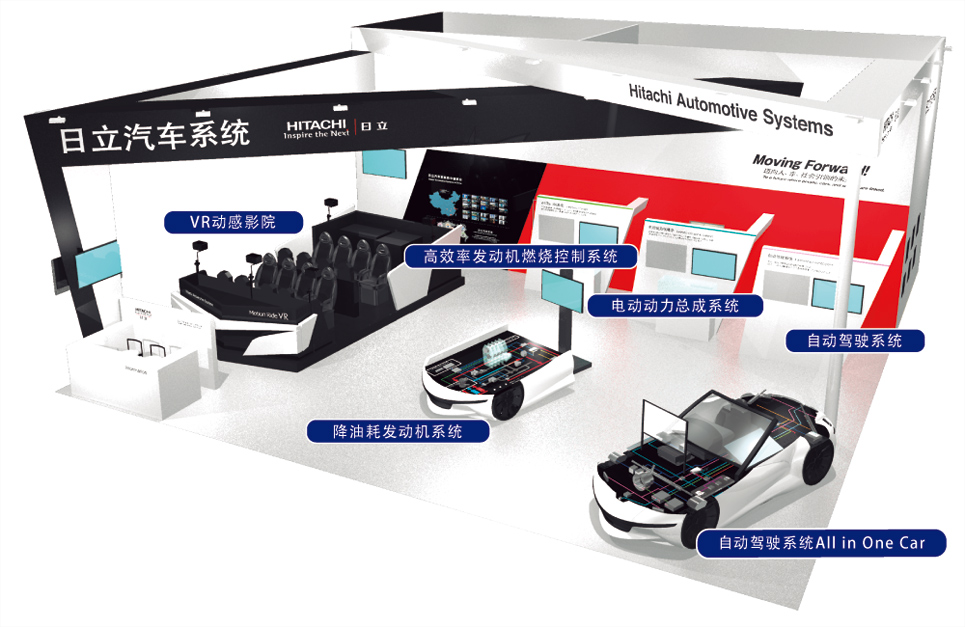 Hitachi Automotive Systems
日立汽车系统
HITACHI
Inspire the Next
日立
Moving Forward!
VR动感影院
高效率发动机燃烧控制系统
电动动力总成系统
Motion Ride VR
自动驾驶系统
降油耗发动机系统
自动驾驶系统All in One Car